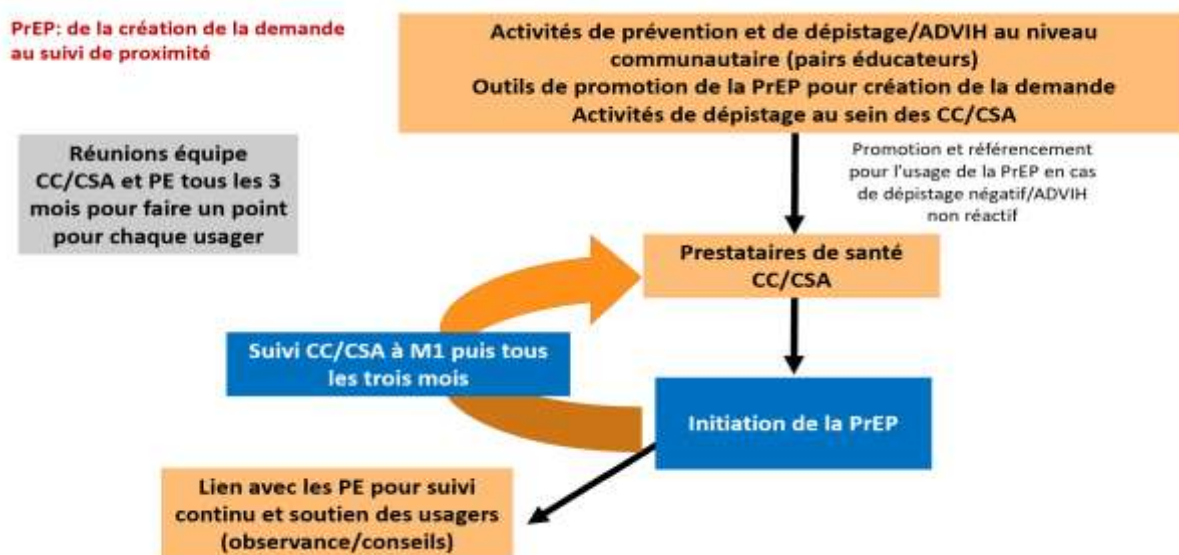 PrEP: de la création de la demande
au suivi de proximité
Activités de prévention et de dépistage/ADVIH au niveau
communautaire (pairs éducateurs)
Outils de promotion de la PrEP pour création de la demande
Activités de dépistage au sein des CC/CSA
Réunions équipe
CC/CSA et PE tous les 3
mois pour faire un point
pour chaque usager
Promotion et référencement
pour l'usage de la PrEP en cas
de dépistage négatif/ADVIH
non réactif
Prestataires de santé
CC/CSA
Suivi CC/CSA à M1 puis tous
les trois mois
Initiation de la PrEP
Lien avec les PE pour suivi
continu et soutien des usagers
(observance/conseils)